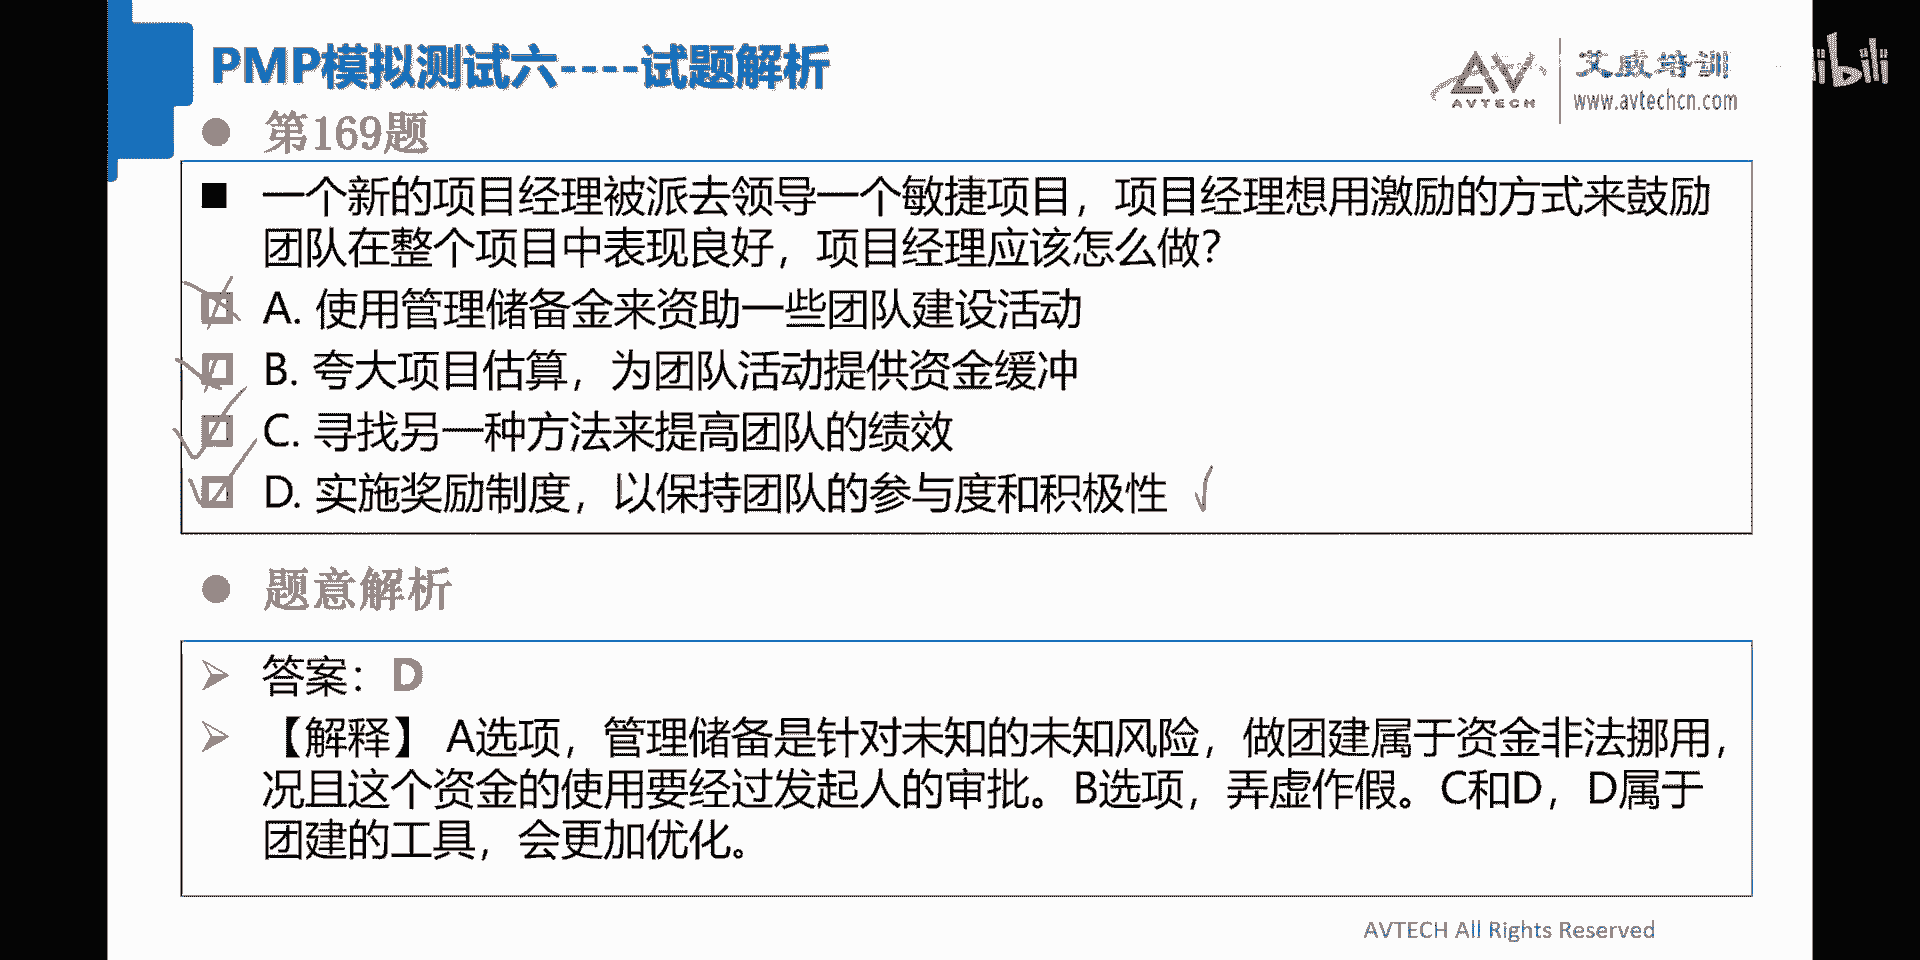 PMP模拟测试六----试题解析
AVTECH
艾威培训
www.avtechcn.com
bili
第169题
一个新的项目经理被派去领导一个敏捷项目，项目经理想用激励的方式来鼓励
团队在整个项目中表现良好，项目经理应该怎么做？
A. 使用管理储备金来资助一些团队建设活动
B. 夸大项目估算，为团队活动提供资金缓冲
C. 寻找另一种方法来提高团队的绩效
D. 实施奖励制度，以保持团队的参与度和积极性
题意解析
答案：D
【解释】 A选项，管理储备是针对未知的未知风险，做团建属于资金非法挪用，
况且这个资金的使用要经过发起人的审批。B选项，弄虚作假。C和D，D属于
团建的工具，会更加优化。
AVTECH All Rights Reserved